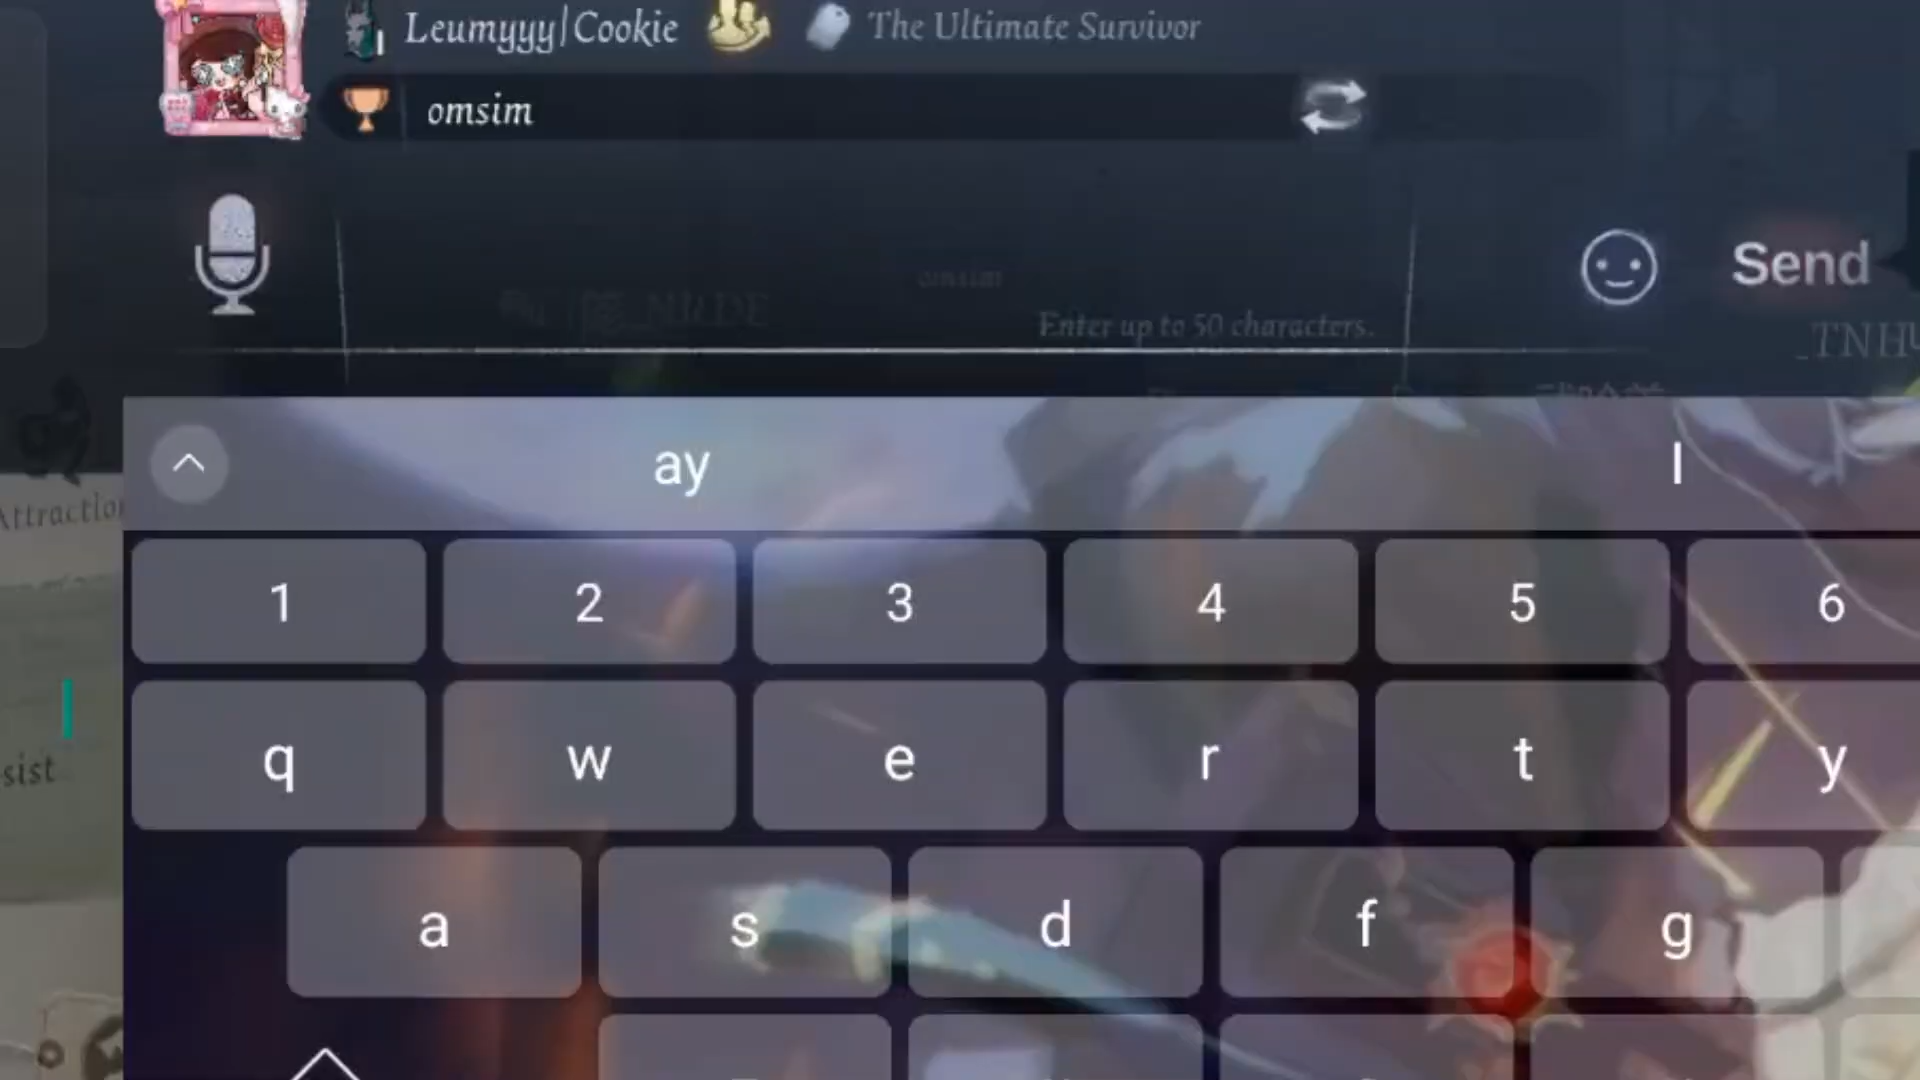 Leumyyy|Cookie The Ultimate Survivor
omsim
omsim
Enter up to 50 characters.
Send
ay I
1 2 3 4 5 6
q w e r t y
a s d f g